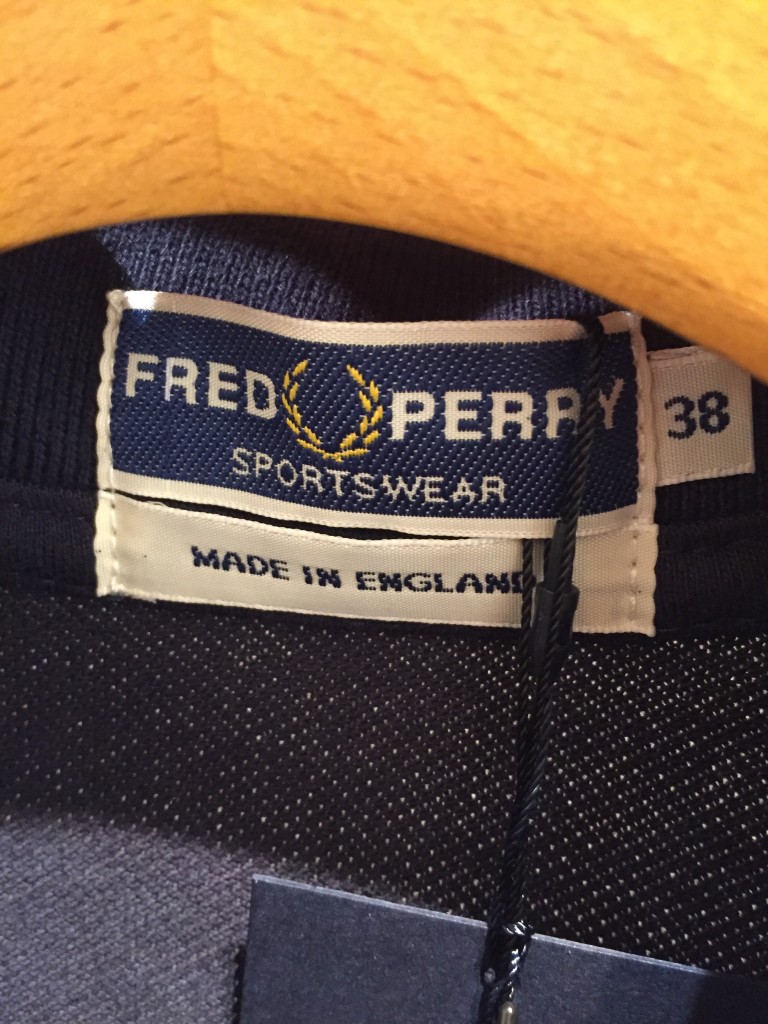 FRED PERRY
SPORTSWEAR
38
MADE IN ENGLAND